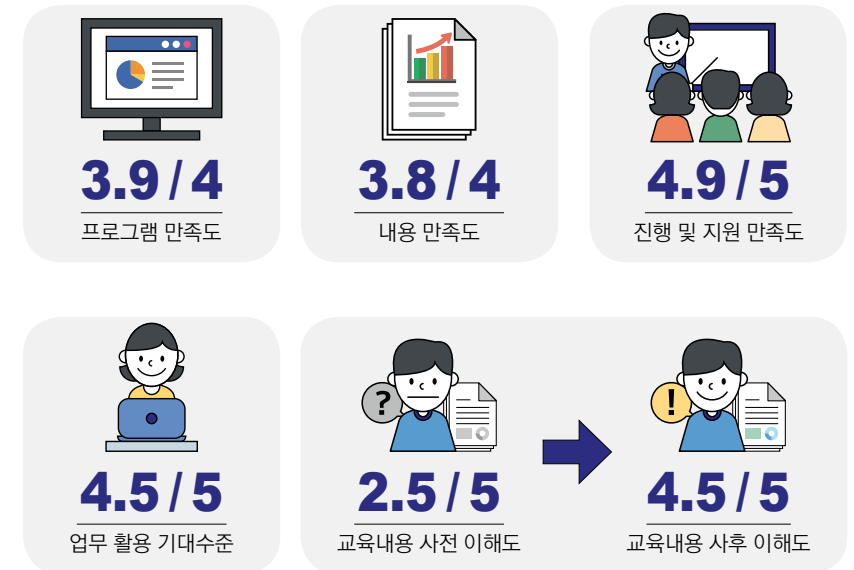 3.9 / 4
프로그램 만족도
3.8 / 4
내용 만족도
4.9 / 5
진행 및 지원 만족도
4.5 / 5
업무 활용 기대수준
?
2.5 / 5
교육내용 사전 이해도
!
4.5 / 5
교육내용 사후 이해도